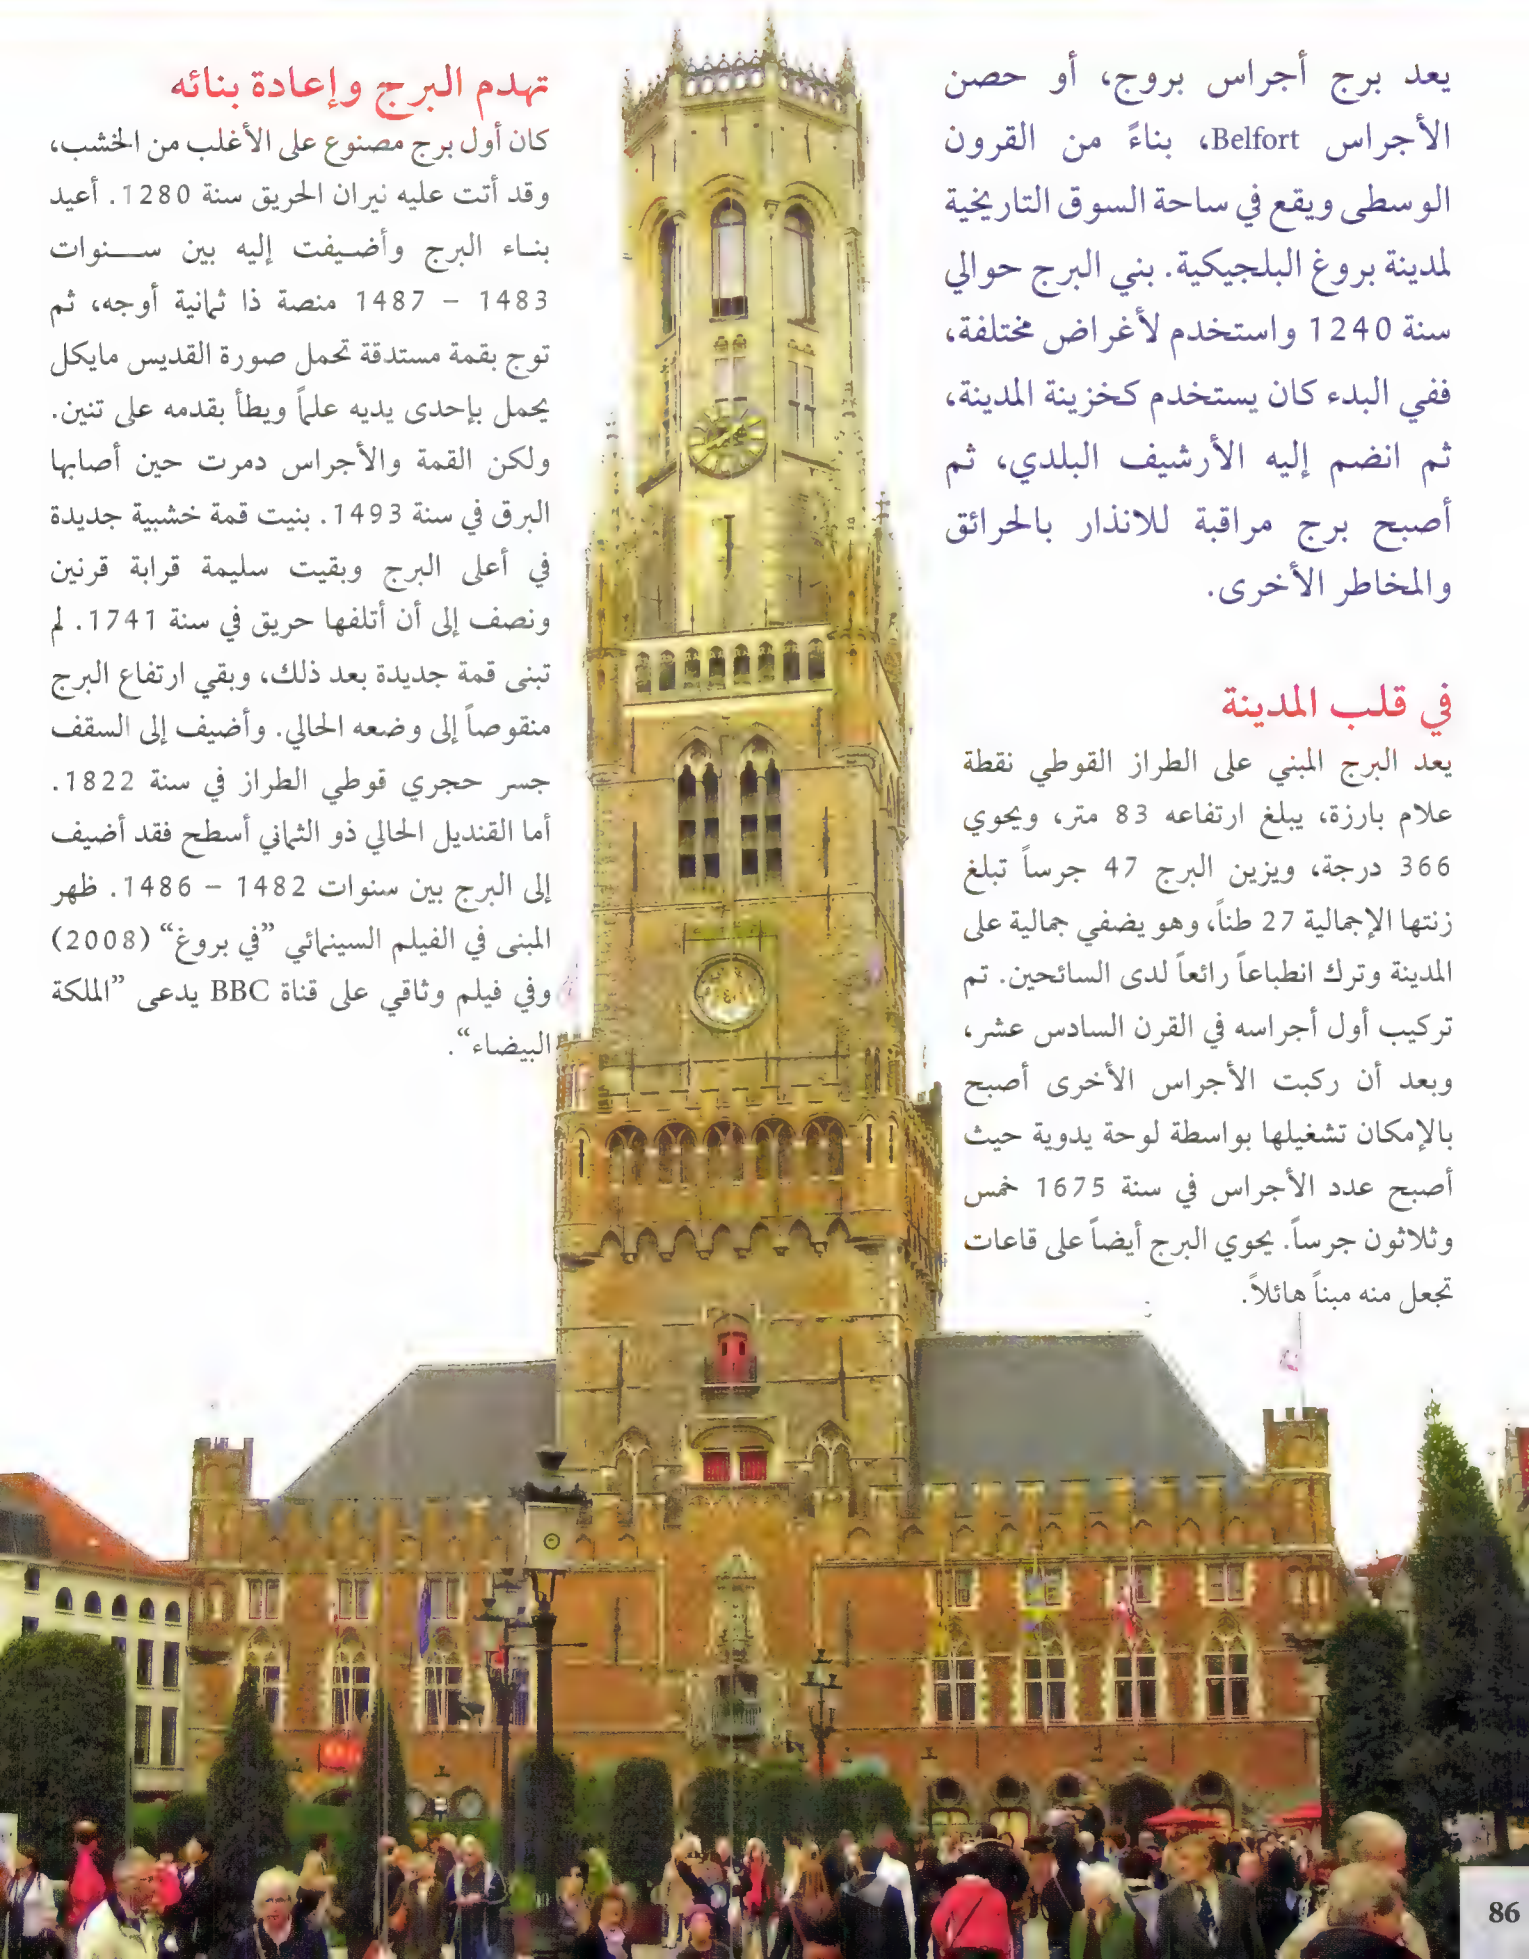 يعد برج أجراس بروج، أو حصن
الأجراس Belfort، بناءً من القرون
الوسطى ويقع في ساحة السوق التاريخية
لمدينة بروغ البلجيكية. بني البرج حوالي
سنة 1240 واستخدم لأغراض مختلفة،
ففي البدء كان يستخدم كخزينة المدينة،
ثم انضم إليه الأرشيف البلدي، ثم
أصبح برج مراقبة للانذار بالحرائق
والمخاطر الأخرى.
في قلب المدينة
يعد البرج المبني على الطراز القوطي نقطة
علام بارزة، يبلغ ارتفاعه 83 متر، ويحوي
366 درجة، ويزين البرج 47 جرساً تبلغ
زنتها الإجمالية 27 طناً، وهو يضفي جمالية على
المدينة وترك انطباعاً رائعاً لدى السائحين. تم
تركيب أول أجراسه في القرن السادس عشر،
وبعد أن ركبت الأجراس الأخرى أصبح
بالإمكان تشغيلها بواسطة لوحة يدوية حيث
أصبح عدد الأجراس في سنة 1675 خمس
وثلاثون جرساً. يحوي البرج أيضاً على قاعات
تجعل منه مبناً هائلاً.
تهدم البرج وإعادة بنائه
كان أول برج مصنوع على الأغلب من الخشب،
وقد أتت عليه نيران الحريق سنة 1280. أعيد
بناء البرج وأضيفت إليه بين سنوات
1483 – 1487 منصة ذا ثمانية أوجه، ثم
توج بقمة مستدقة تحمل صورة القديس مايكل
يحمل بإحدى يديه علماً ويطأ بقدمه على تنين.
ولكن القمة والأجراس دمرت حين أصابها
البرق في سنة 1493. بنيت قمة خشبية جديدة
في أعلى البرج وبقيت سليمة قرابة قرنين
ونصف إلى أن أتلفها حريق في سنة 1741. لم
تبنى قمة جديدة بعد ذلك، وبقي ارتفاع البرج
منقوصاً إلى وضعه الحالي. وأضيف إلى السقف
جسر حجري قوطي الطراز في سنة 1822.
أما القنديل الحالي ذو الثماني أسطح فقد أضيف
إلى البرج بين سنوات 1482 – 1486. ظهر
المبنى في الفيلم السينمائي ”في بروغ“ (2008)
وفي فيلم وثاقي على قناة BBC يدعى ”الملكة
البيضاء“.
86